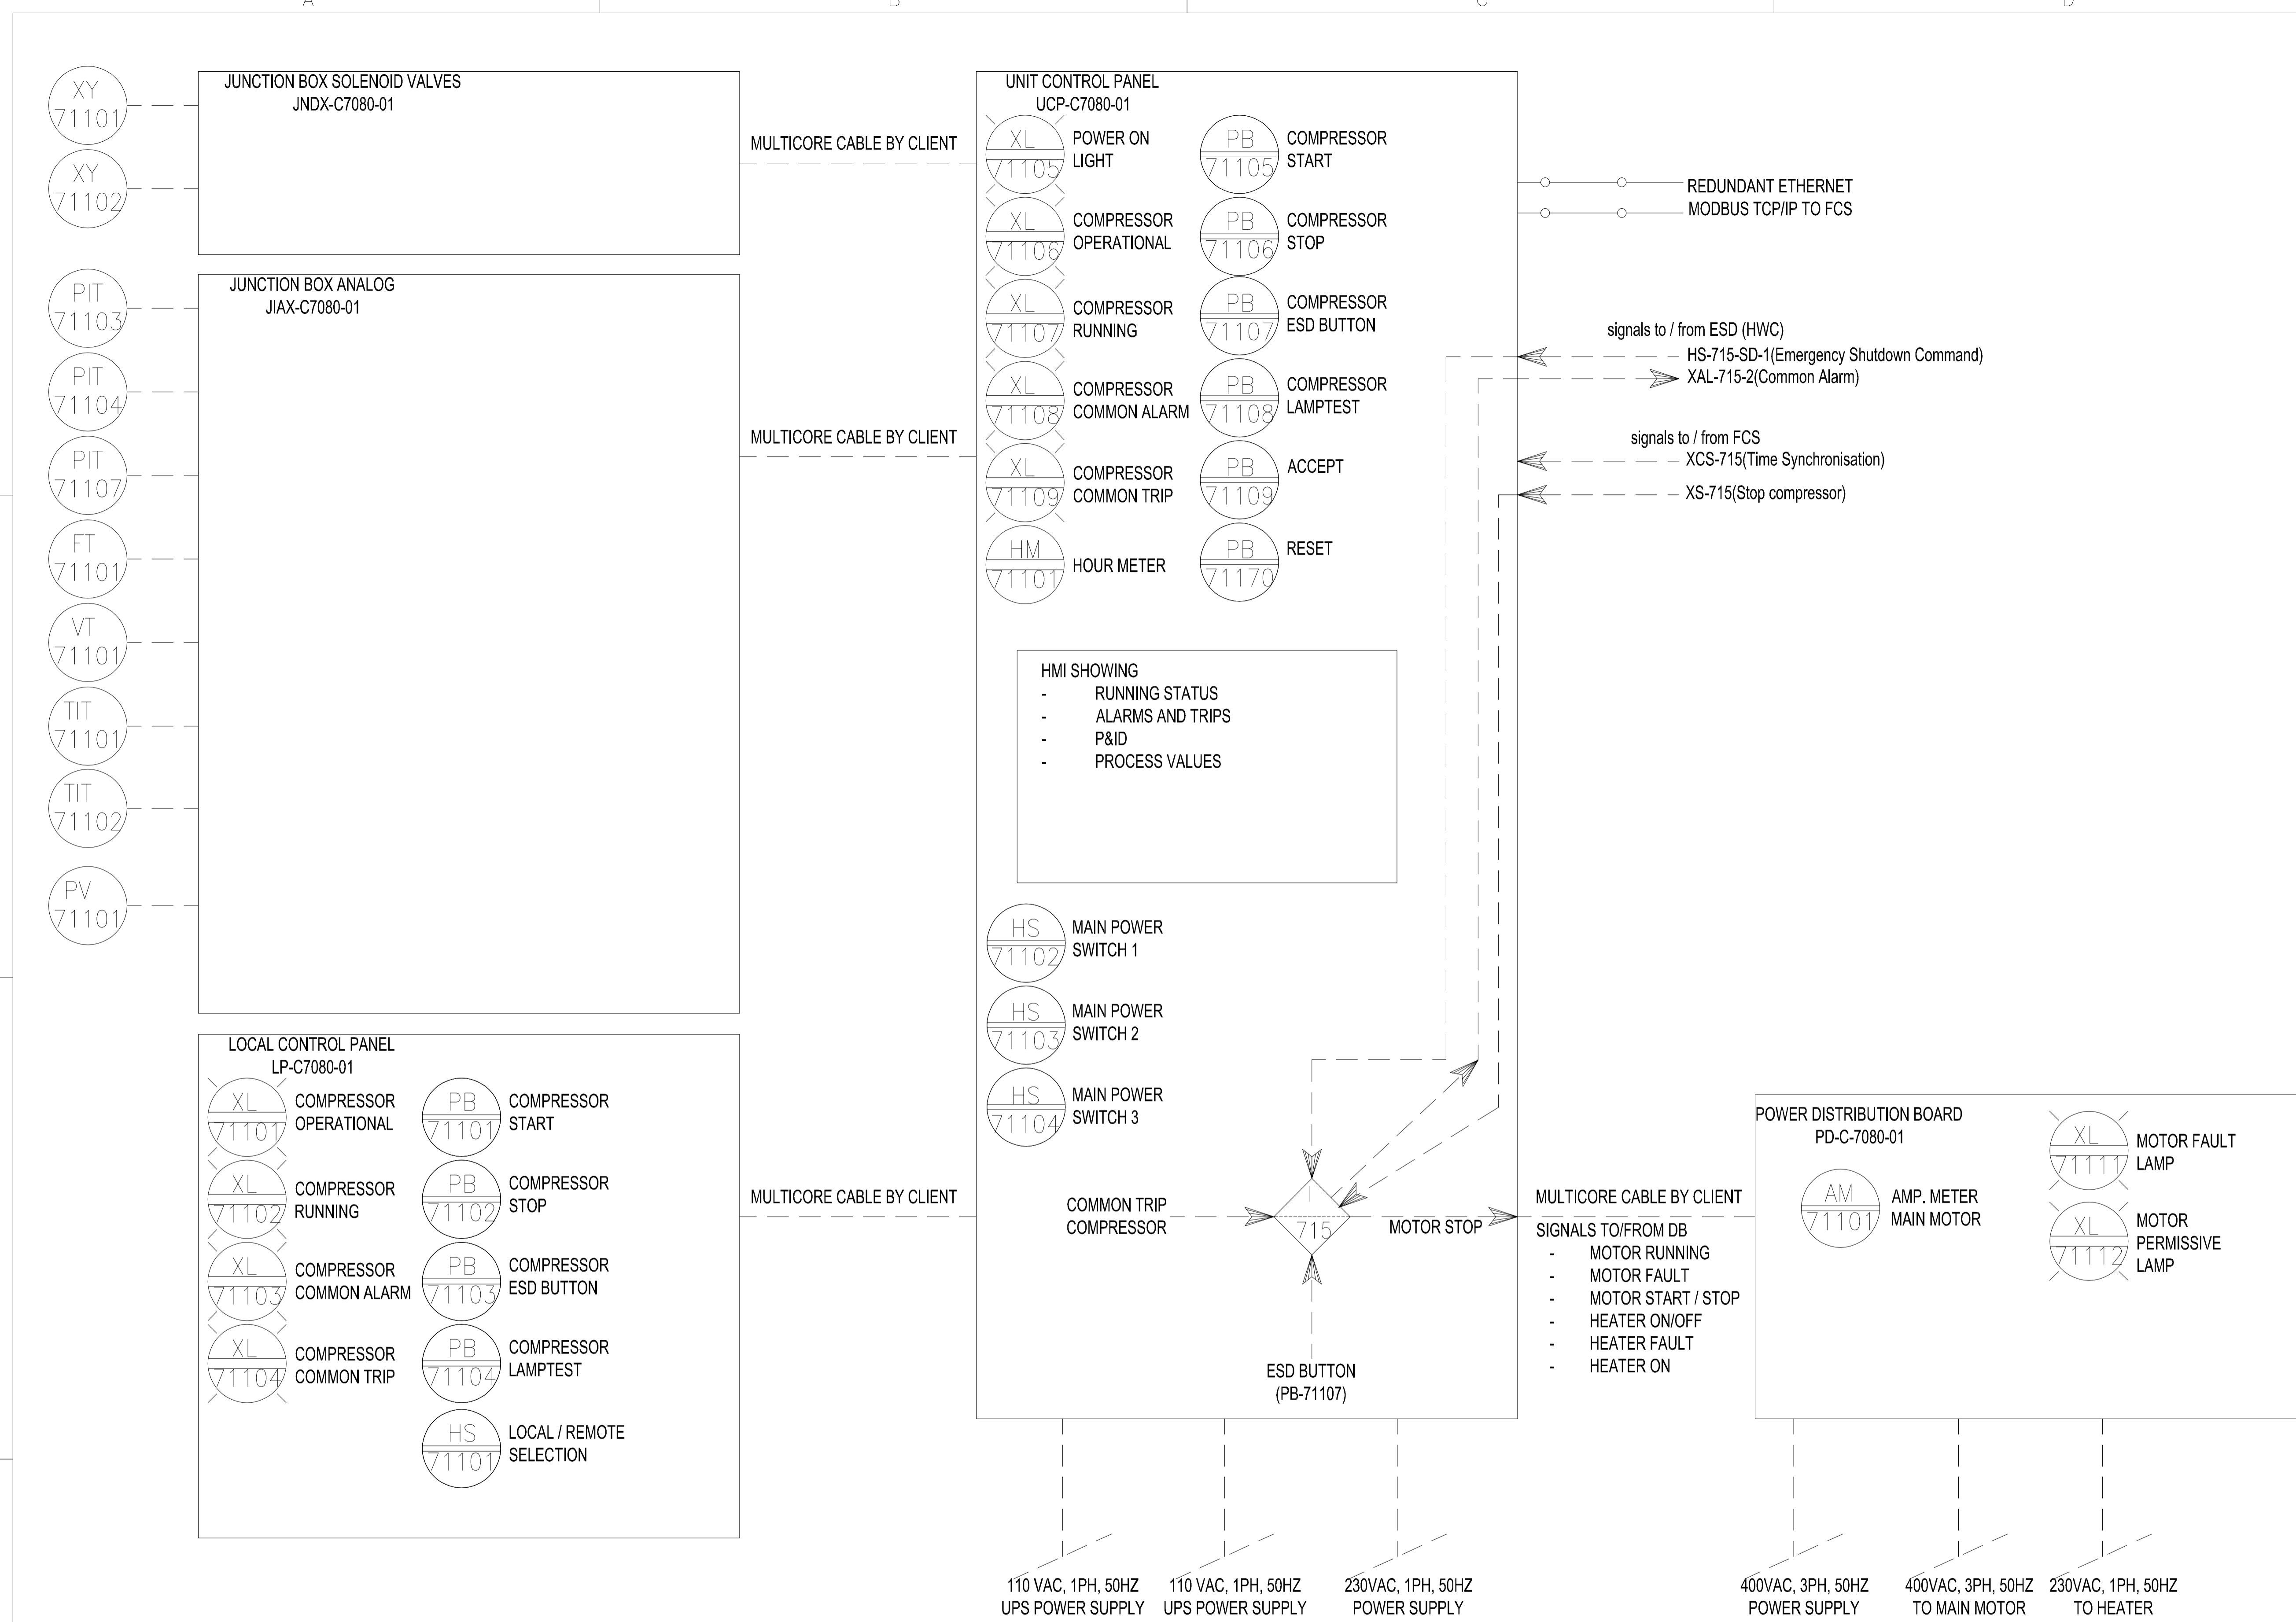 A
B
C
D
XY
71101
XY
71102
JUNCTION BOX SOLENOID VALVES
JNDX-C7080-01
MULTICORE CABLE BY CLIENT
PIT
71103
PIT
71104
PIT
71107
FT
71101
VT
71101
TIT
71101
TIT
71102
PV
71101
JUNCTION BOX ANALOG
JIAX-C7080-01
MULTICORE CABLE BY CLIENT
LOCAL CONTROL PANEL
LP-C7080-01
XL
71101
COMPRESSOR
OPERATIONAL
PB
71101
COMPRESSOR
START
XL
71102
COMPRESSOR
RUNNING
PB
71102
COMPRESSOR
STOP
XL
71103
COMPRESSOR
COMMON ALARM
PB
71103
COMPRESSOR
ESD BUTTON
XL
71104
COMPRESSOR
COMMON TRIP
PB
71104
COMPRESSOR
LAMPTEST
HS
71101
LOCAL / REMOTE
SELECTION
MULTICORE CABLE BY CLIENT
UNIT CONTROL PANEL
UCP-C7080-01
XL
71105
POWER ON
LIGHT
PB
71105
COMPRESSOR
START
XL
71106
COMPRESSOR
OPERATIONAL
PB
71106
COMPRESSOR
STOP
XL
71107
COMPRESSOR
RUNNING
PB
71107
COMPRESSOR
ESD BUTTON
XL
71108
COMPRESSOR
COMMON ALARM
PB
71108
COMPRESSOR
LAMPTEST
XL
71109
COMPRESSOR
COMMON TRIP
PB
71109
ACCEPT
HM
71101
HOUR METER
PB
71170
RESET
HMI SHOWING
- RUNNING STATUS
- ALARMS AND TRIPS
- P&ID
- PROCESS VALUES
HS
71102
MAIN POWER
SWITCH 1
HS
71103
MAIN POWER
SWITCH 2
HS
71104
MAIN POWER
SWITCH 3
COMMON TRIP
COMPRESSOR
I
715
MOTOR STOP
ESD BUTTON
(PB-71107)
REDUNDANT ETHERNET
MODBUS TCP/IP TO FCS
signals to / from ESD (HWC)
HS-715-SD-1(Emergency Shutdown Command)
XAL-715-2(Common Alarm)
signals to / from FCS
XCS-715(Time Synchronisation)
XS-715(Stop compressor)
MULTICORE CABLE BY CLIENT
SIGNALS TO/FROM DB
- MOTOR RUNNING
- MOTOR FAULT
- MOTOR START / STOP
- HEATER ON/OFF
- HEATER FAULT
- HEATER ON
POWER DISTRIBUTION BOARD
PD-C-7080-01
AM
71101
AMP. METER
MAIN MOTOR
XL
71111
MOTOR FAULT
LAMP
XL
71112
MOTOR
PERMISSIVE
LAMP
110 VAC, 1PH, 50HZ
UPS POWER SUPPLY
110 VAC, 1PH, 50HZ
UPS POWER SUPPLY
230VAC, 1PH, 50HZ
POWER SUPPLY
400VAC, 3PH, 50HZ
POWER SUPPLY
400VAC, 3PH, 50HZ
TO MAIN MOTOR
230VAC, 1PH, 50HZ
TO HEATER